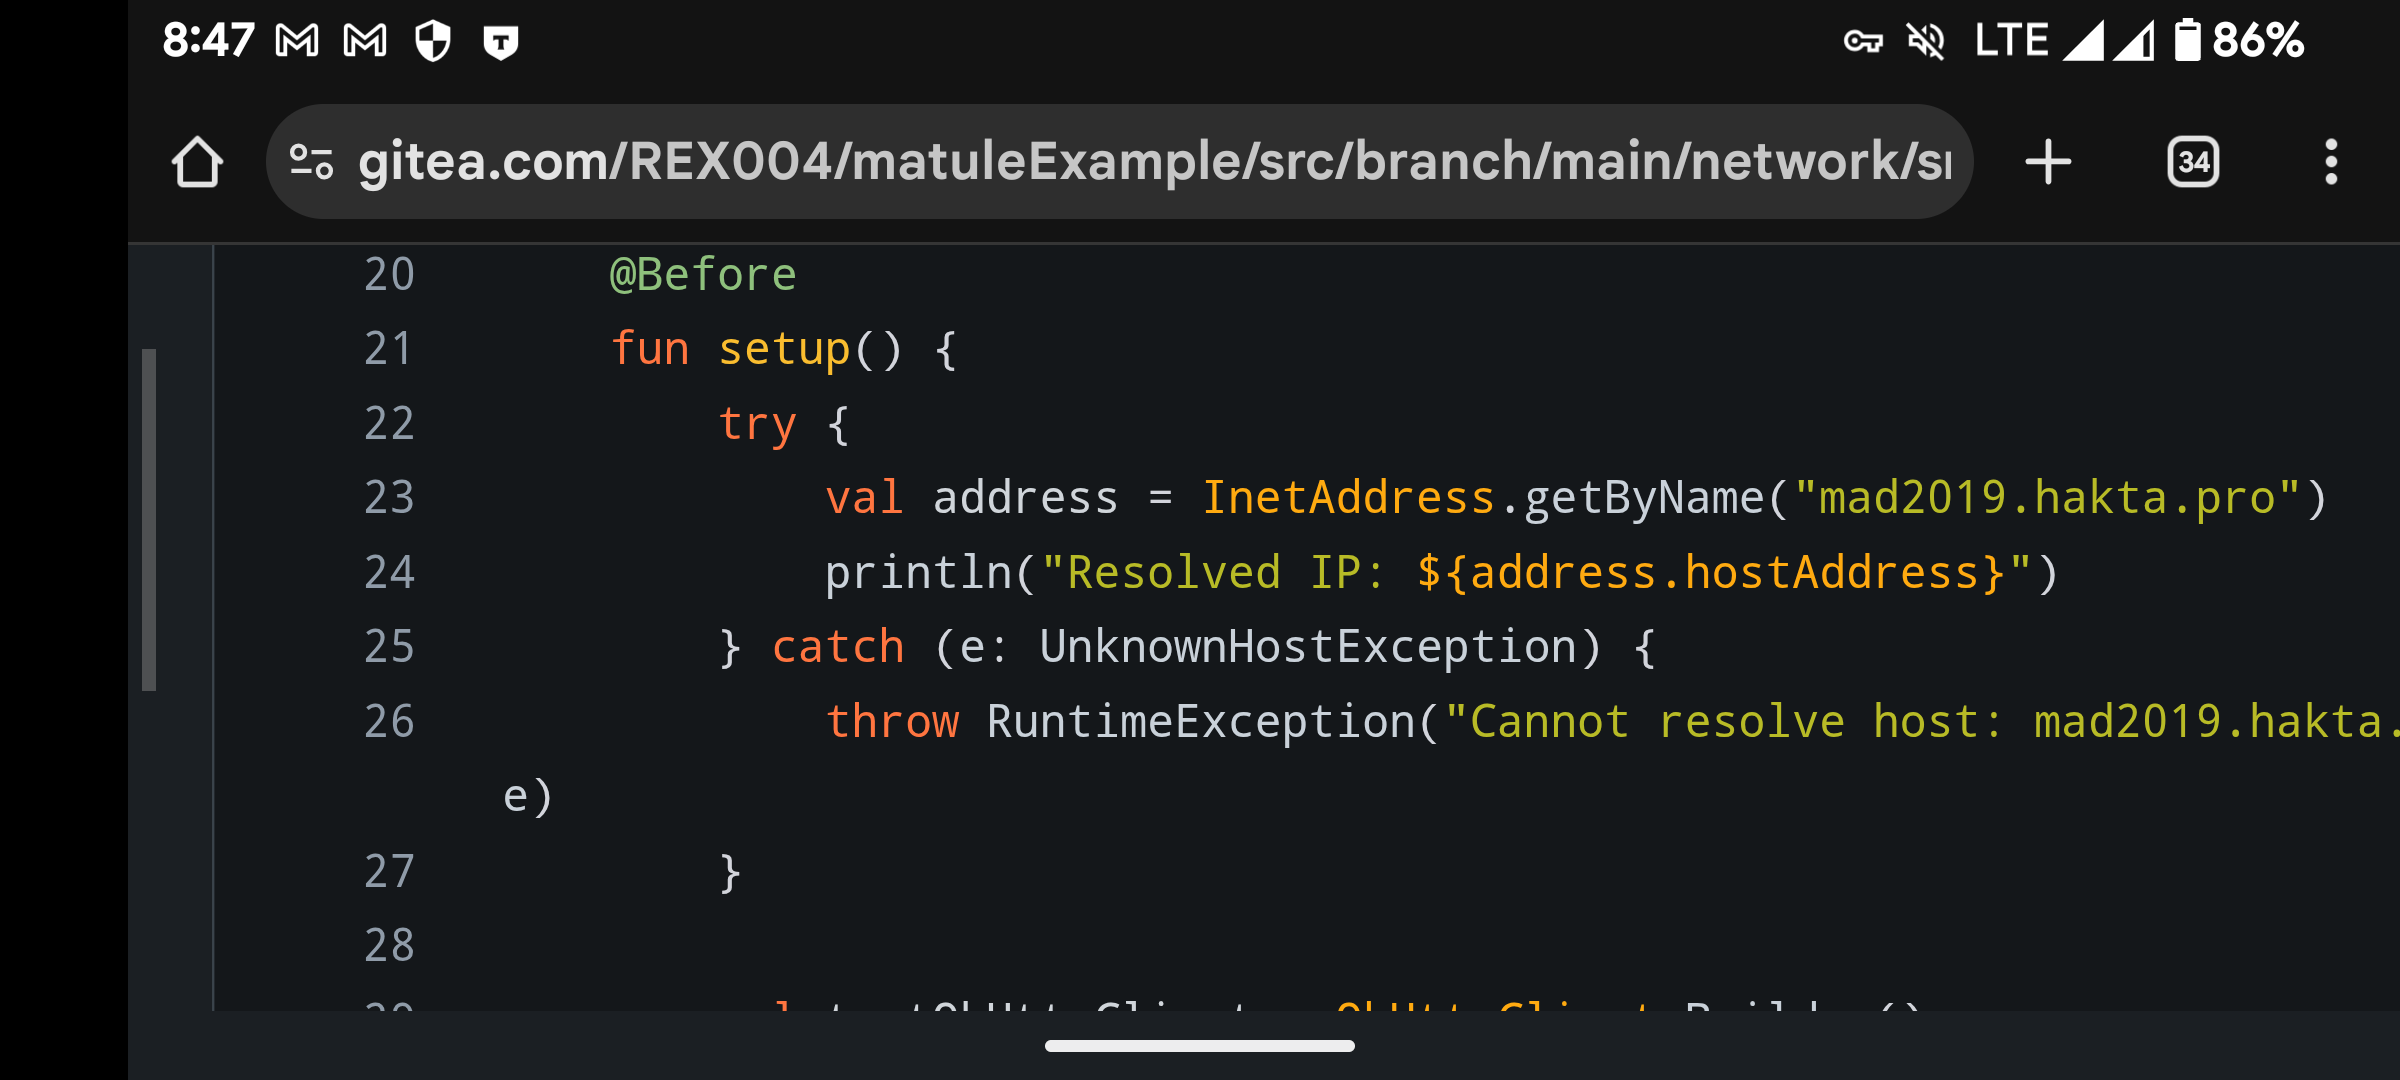 8:47 LTE 86%
gitea.com/REX004/matuleExample/src/branch/main/network/sr 34
20 @Before
21 fun setup() {
22 try {
23 val address = InetAddress.getByName("mad2019.hakta.pro")
24 println("Resolved IP: ${address.hostAddress}")
25 } catch (e: UnknownHostException) {
26 throw RuntimeException("Cannot resolve host: mad2019.hakta.
e)
27 }
28